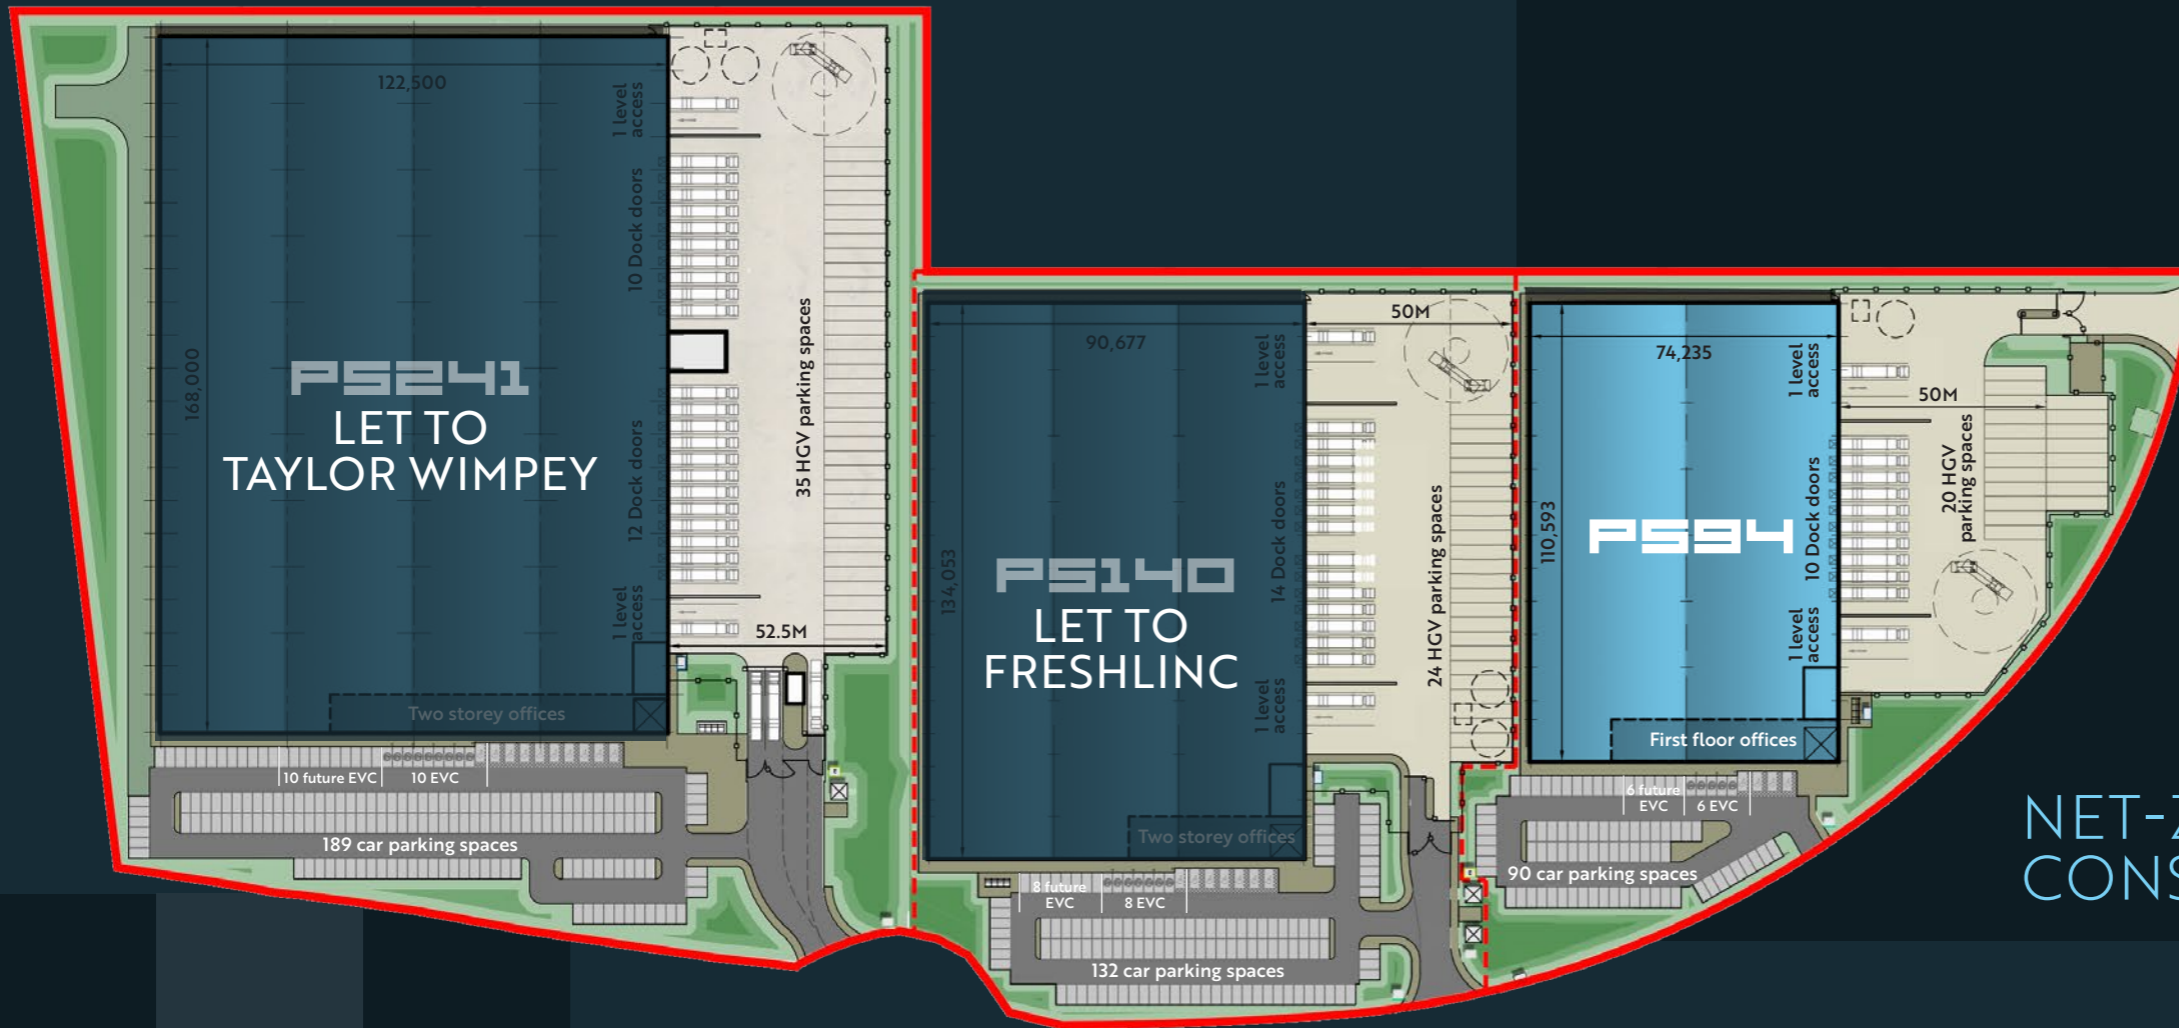 122,500
168,000
1 level
access
10 Dock doors
12 Dock doors
1 level
access
35 HGV parking spaces
52.5M
PS241
LET TO
TAYLOR WIMPEY
Two storey offices
10 future EVC
10 EVC
189 car parking spaces
90,677
134,053
50M
1 level
access
14 Dock doors
1 level
access
24 HGV parking spaces
PS140
LET TO
FRESHLINC
Two storey offices
8 future
EVC
8 EVC
132 car parking spaces
74,235
110,593
50M
1 level
access
10 Dock doors
1 level
access
20 HGV
parking spaces
PS94
First floor offices
6 future
EVC
6 EVC
90 car parking spaces
NET-Z
CONS